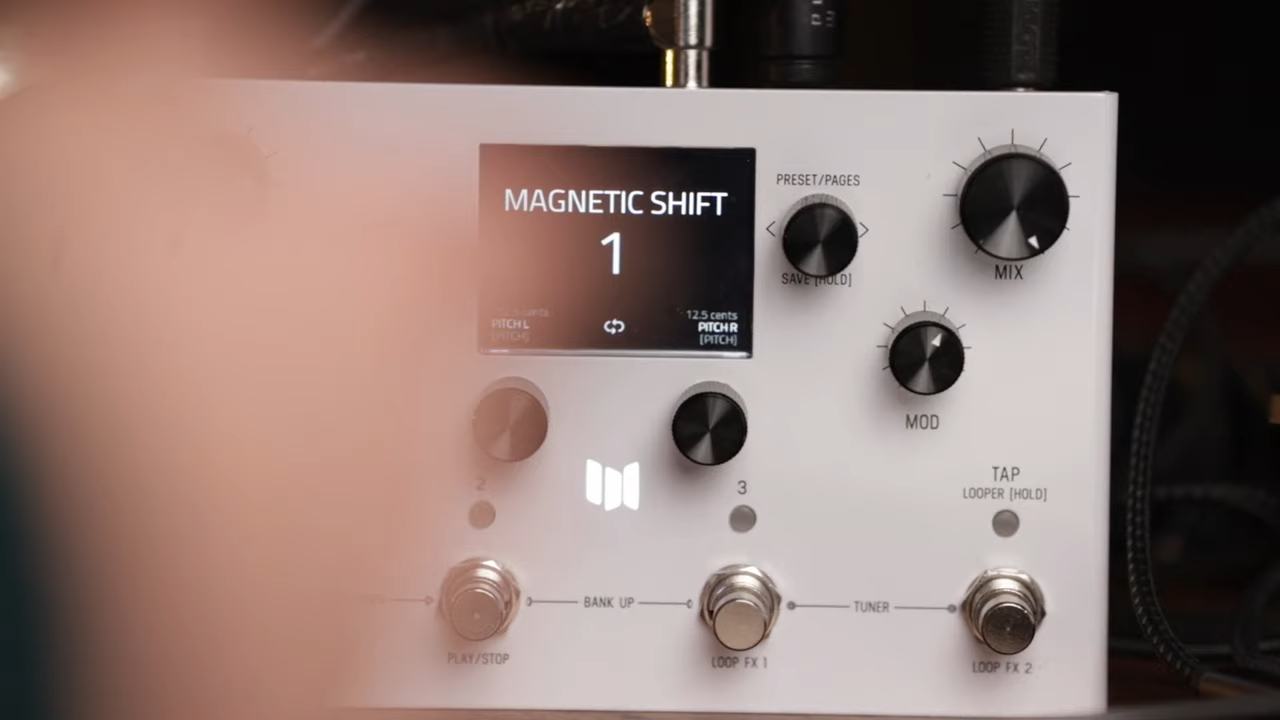 MAGNETIC SHIFT
1
12.5 cents
PITCH L
PITCH R
[PITCH]
[PITCH]
PRESET/PAGES
< >
SAVE [HOLD]
MIX
MOD
2
3
TAP
LOOPER [HOLD]
BANK UP
TUNER
PLAY/STOP
LOOP FX 1
LOOP FX 2